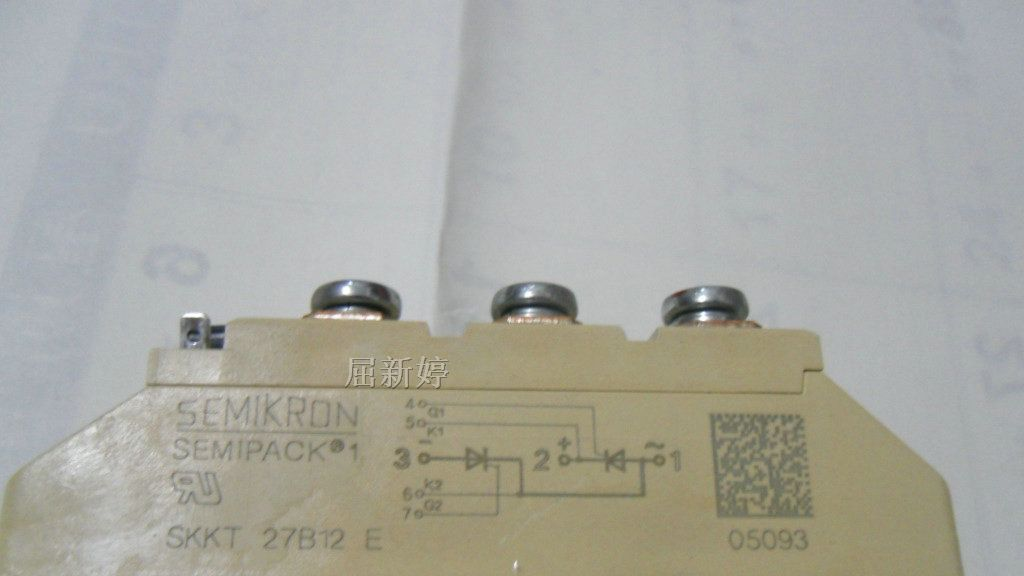 屈新婷
SEMIKRON
SEMIPACK® 1
SKKT 27B12 E
4 G1
5 K1
3 - 2 + ~ 1
6 K2
7 G2
05093